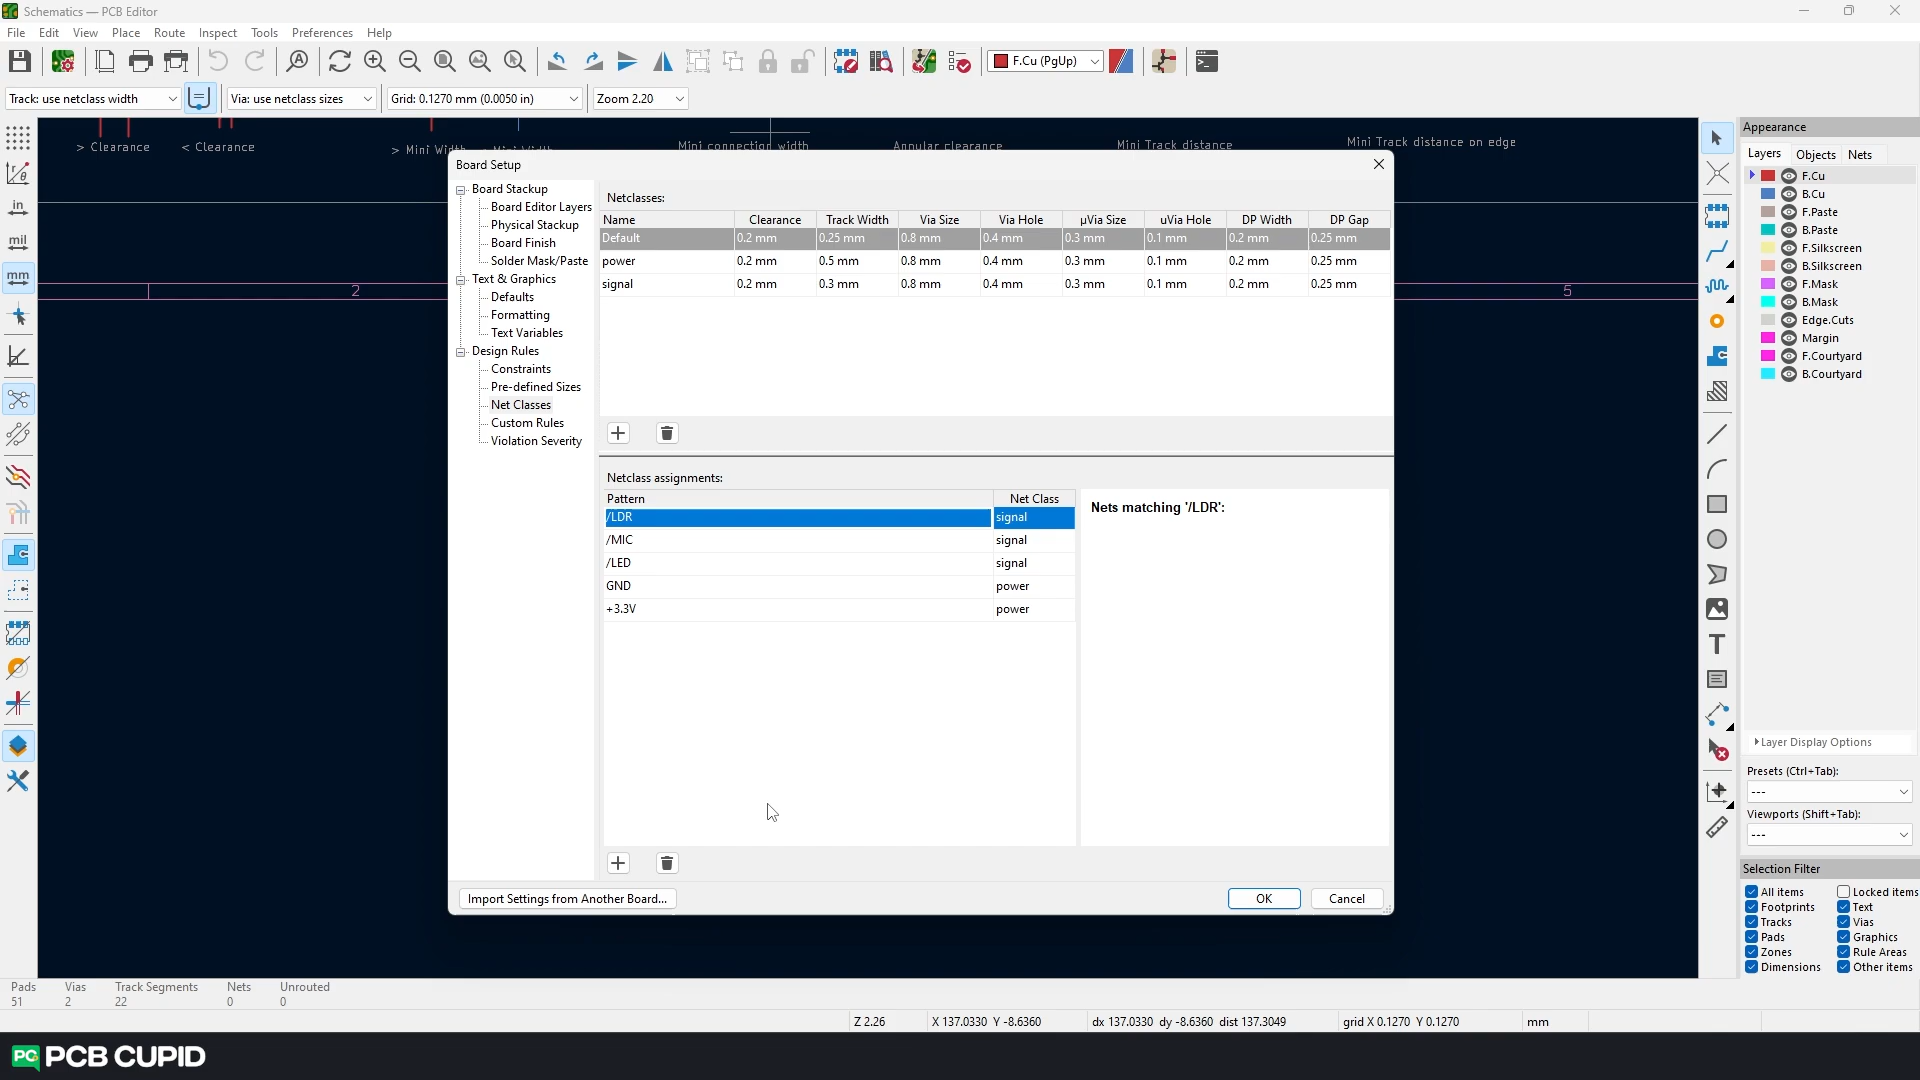 Schematics — PCB Editor
File Edit View Place Route Inspect Tools Preferences Help
F.Cu (PgUp)
Track: use netclass width
Via: use netclass sizes
Grid: 0.1270 mm (0.0050 in)
Zoom 2.20
> Clearance
< Clearance
> Mini Width
< Mini Width
Mini connection width
Annular clearance
Mini Track distance
Mini Track distance on edge
in
mil
mm
2
5
Board Setup
Board Stackup
Board Editor Layers
Physical Stackup
Board Finish
Solder Mask/Paste
Text & Graphics
Defaults
Formatting
Text Variables
Design Rules
Constraints
Pre-defined Sizes
Net Classes
Custom Rules
Violation Severity
Netclasses:
Name Clearance Track Width Via Size Via Hole µVia Size uVia Hole DP Width DP Gap
Default 0.2 mm 0.25 mm 0.8 mm 0.4 mm 0.3 mm 0.1 mm 0.2 mm 0.25 mm
power 0.2 mm 0.5 mm 0.8 mm 0.4 mm 0.3 mm 0.1 mm 0.2 mm 0.25 mm
signal 0.2 mm 0.3 mm 0.8 mm 0.4 mm 0.3 mm 0.1 mm 0.2 mm 0.25 mm
Netclass assignments:
Pattern Net Class
/LDR signal
/MIC signal
/LED signal
GND power
+3.3V power
Nets matching '/LDR':
Import Settings from Another Board...
OK
Cancel
Appearance
Layers Objects Nets
F.Cu
B.Cu
F.Paste
B.Paste
F.Silkscreen
B.Silkscreen
F.Mask
B.Mask
Edge.Cuts
Margin
F.Courtyard
B.Courtyard
Layer Display Options
Presets (Ctrl+Tab):
---
Viewports (Shift+Tab):
---
Selection Filter
All items Locked items
Footprints Text
Tracks Vias
Pads Graphics
Zones Rule Areas
Dimensions Other items
Pads Vias Track Segments Nets Unrouted
51 2 22 0 0
Z 2.26 X 137.0330 Y -8.6360 dx 137.0330 dy -8.6360 dist 137.3049 grid X 0.1270 Y 0.1270 mm
PC PCB CUPID